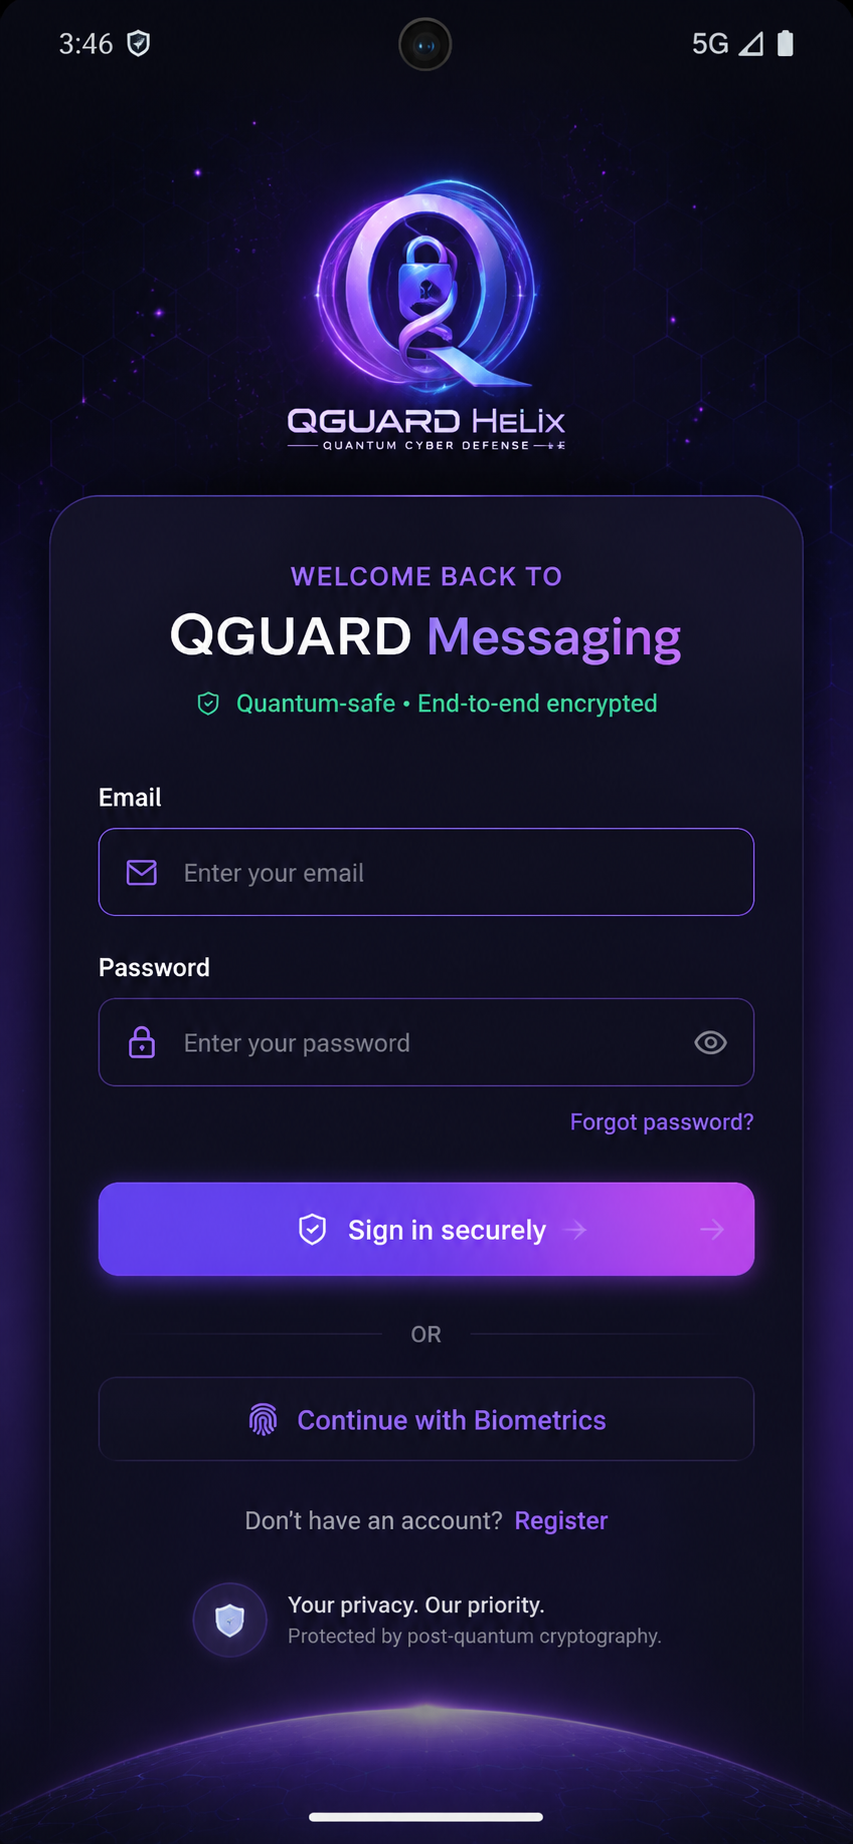 3:46
5G
QGUARD HELiX
QUANTUM CYBER DEFENSE
WELCOME BACK TO
QGUARD Messaging
Quantum-safe • End-to-end encrypted
Email
Enter your email
Password
Enter your password
Forgot password?
Sign in securely
OR
Continue with Biometrics
Don't have an account? Register
Your privacy. Our priority.
Protected by post-quantum cryptography.